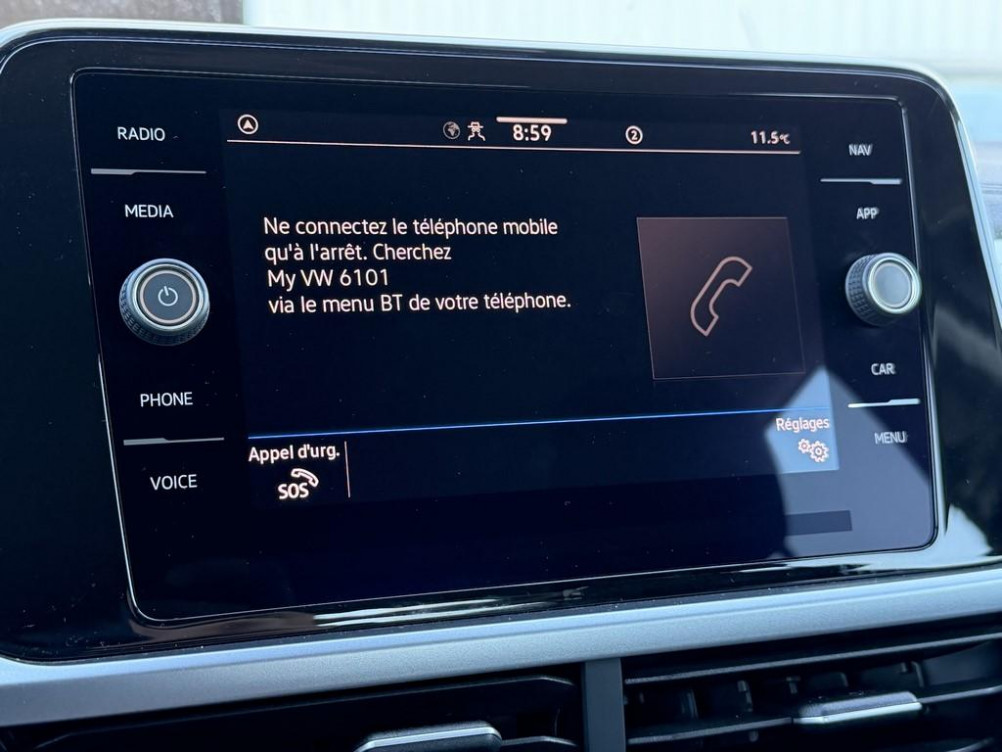 RADIO
8:59
2
11.5°C
NAV
MEDIA
APP
Ne connectez le téléphone mobile
qu'à l'arrêt. Cherchez
My VW 6101
via le menu BT de votre téléphone.
CAR
PHONE
Réglages
MENU
Appel d'urg.
SOS
VOICE